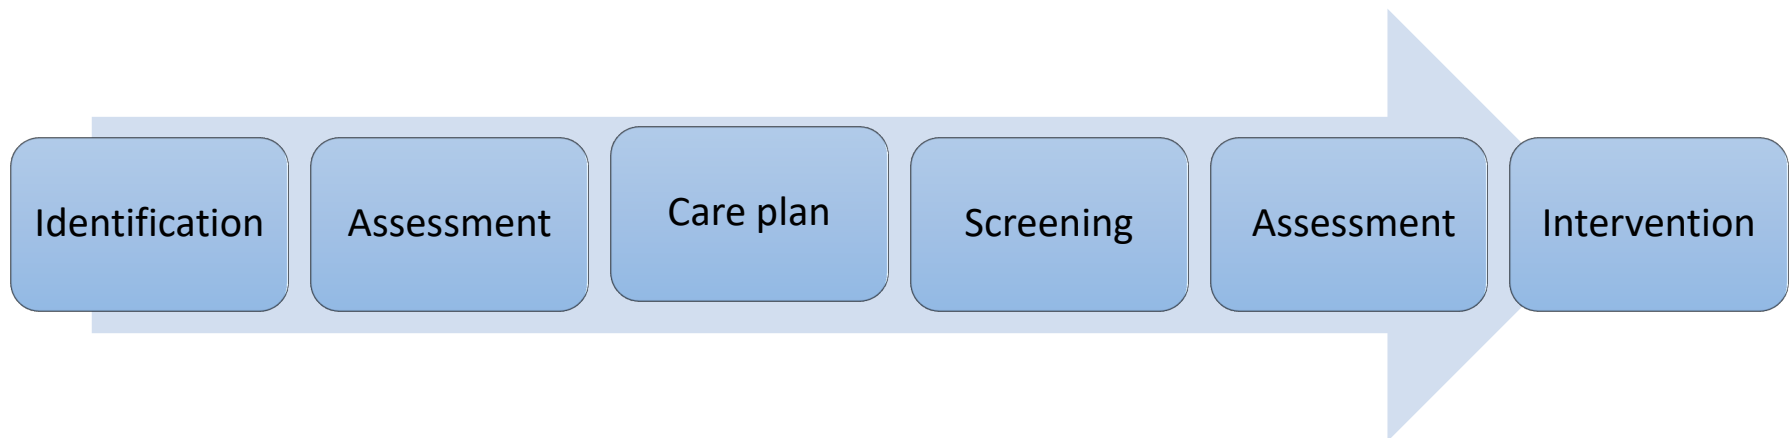 Identification
Assessment
Care plan
Screening
Assessment
Intervention